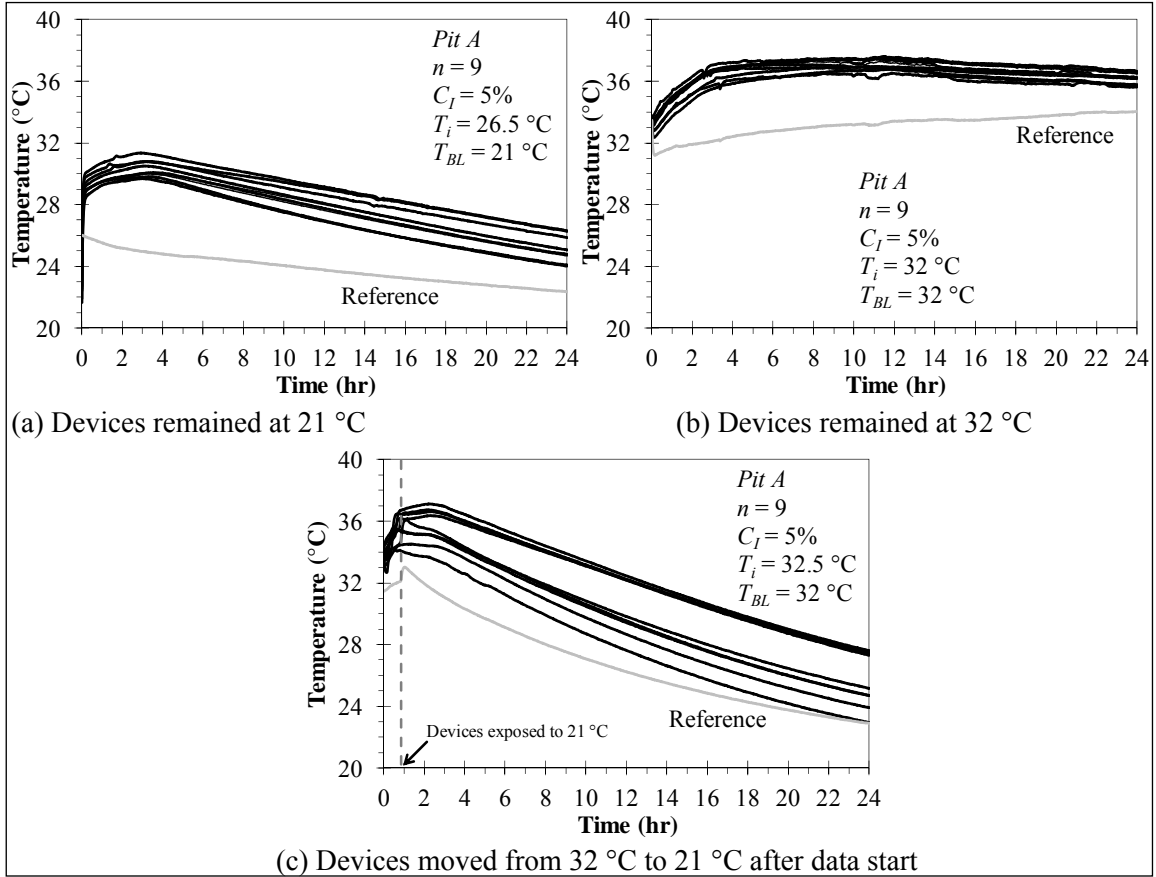 40
36
32
28
24
20
Temperature (°C)
Pit A
n = 9
C_I = 5%
T_i = 26.5 °C
T_BL = 21 °C
Reference
0 2 4 6 8 10 12 14 16 18 20 22 24
Time (hr)
(a) Devices remained at 21 °C
40
36
32
28
24
20
Temperature (°C)
Reference
Pit A
n = 9
C_I = 5%
T_i = 32 °C
T_BL = 32 °C
0 2 4 6 8 10 12 14 16 18 20 22 24
Time (hr)
(b) Devices remained at 32 °C
40
36
32
28
24
20
Temperature (°C)
Pit A
n = 9
C_I = 5%
T_i = 32.5 °C
T_BL = 32 °C
Reference
Devices exposed to 21 °C
0 2 4 6 8 10 12 14 16 18 20 22 24
Time (hr)
(c) Devices moved from 32 °C to 21 °C after data start